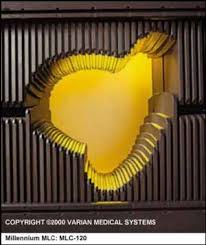 COPYRIGHT ©2000 VARIAN MEDICAL SYSTEMS
Millennium MLC: MLC-120